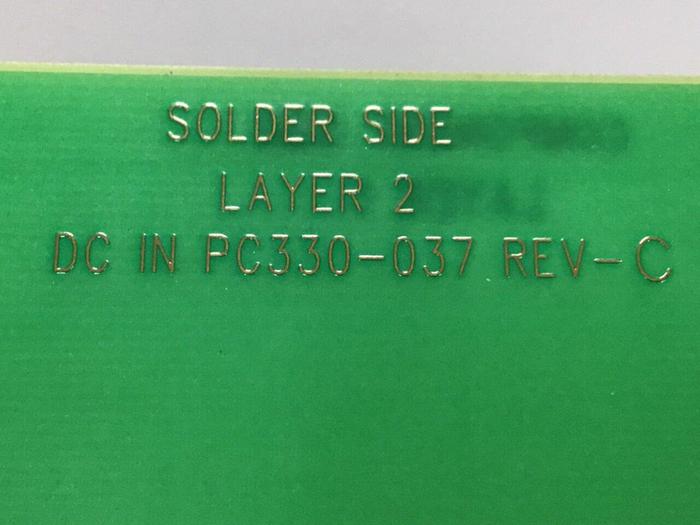 SOLDER SIDE
LAYER 2
DC IN PC330-037 REV-C